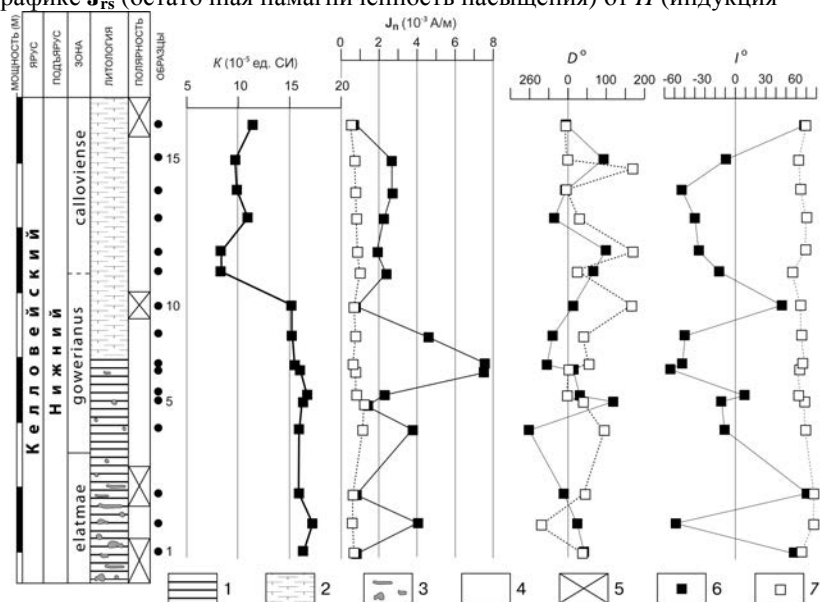 рафике Jrs (остаточная намагниченность насыщения) от H (индукция
Jn (10⁻³ А/м)
K (10⁻⁵ ед. СИ)
D°
I°
МОЩНОСТЬ (М)
ЯРУС
ПОДЪЯРУС
ЗОНА
ЛИТОЛОГИЯ
ПОЛЯРНОСТЬ
ОБРАЗЦЫ
5 10 15 20
0 2 4 6 8
260 0 100 200
-60 -30 0 30 60
Келловейский
Нижний
calloviense
gowerianus
elatmae
15
10
5
1
1 2 3 4 5 6 7